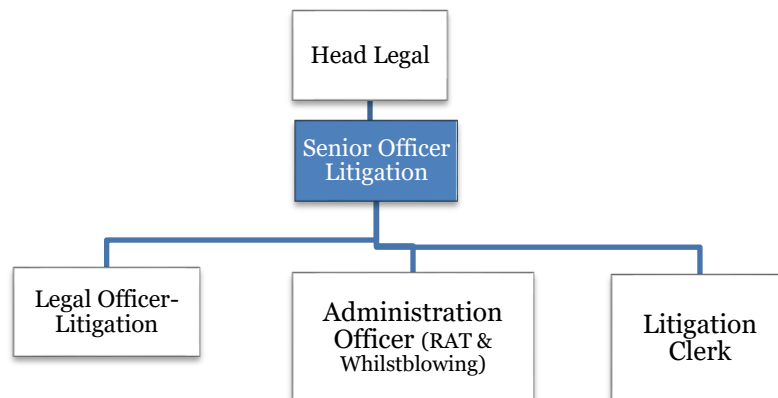 Head Legal
Senior Officer
Litigation
Legal Officer-
Litigation
Administration
Officer (RAT &
Whilstblowing)
Litigation
Clerk